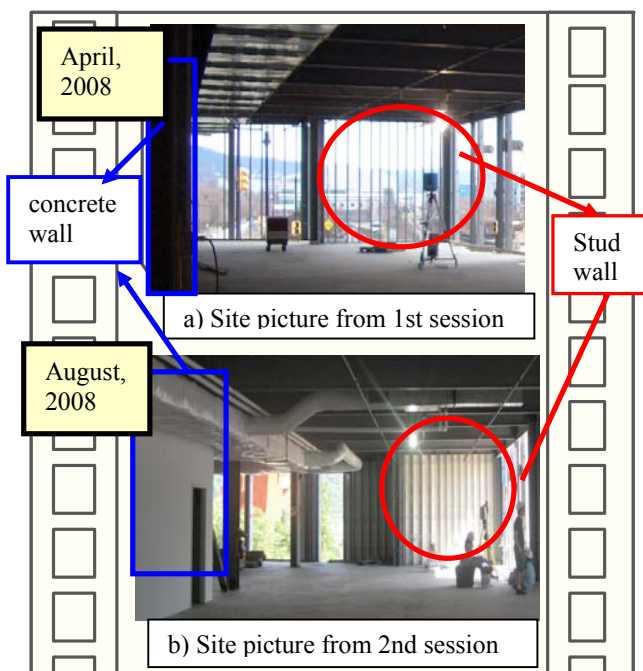 April,
2008
concrete
wall
Stud
wall
a) Site picture from 1st session
August,
2008
b) Site picture from 2nd session